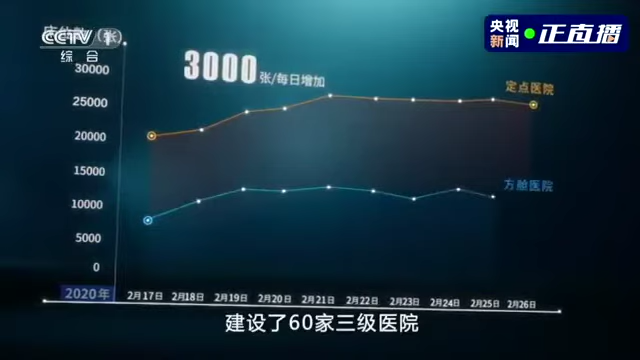 CCTV
综合
央视新闻 正直播
(张)
3000张/每日增加
30000
25000
20000
15000
10000
5000
0
定点医院
方舱医院
2020年
2月17日 2月18日 2月19日 2月20日 2月21日 2月22日 2月23日 2月24日 2月25日 2月26日
建设了60家三级医院